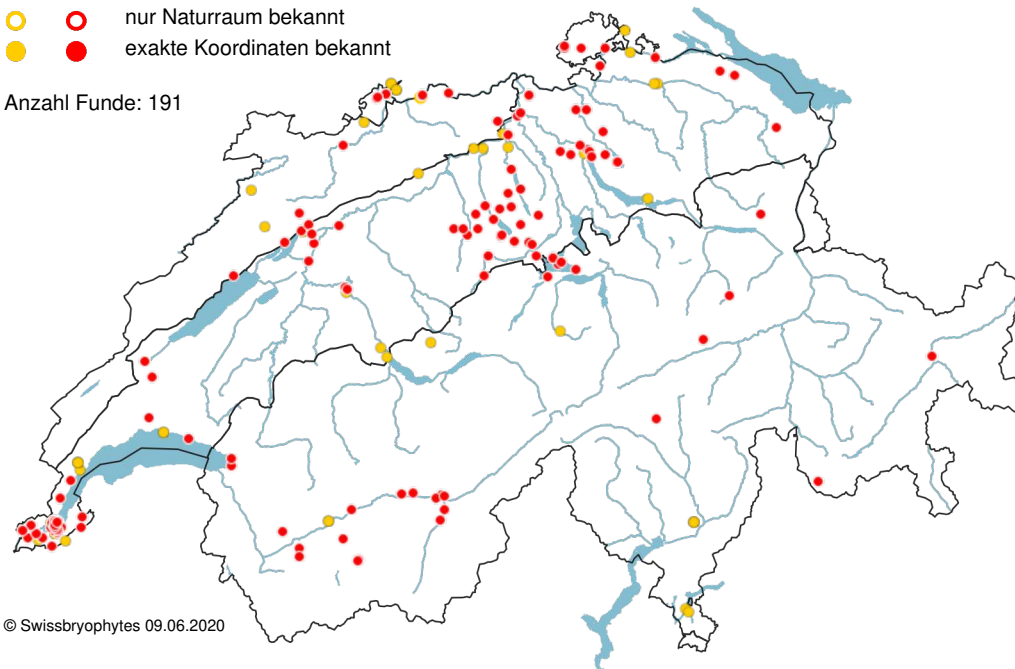 nur Naturraum bekannt
exakte Koordinaten bekannt
Anzahl Funde: 191
© Swissbryophytes 09.06.2020